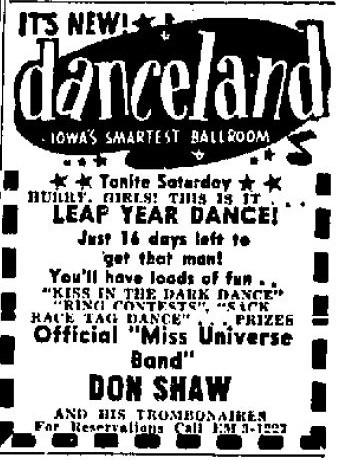 IT'S NEW!
danceland
IOWA'S SMARTEST BALLROOM
Tonite Saturday
HURRY, GIRLS! THIS IS IT . . .
LEAP YEAR DANCE!
Just 16 days left to
'get that man!
You'll have loads of fun . .
"KISS IN THE DARK DANCE"
"RING CONTESTS", "SACK
RACE TAG DANCE" . . . PRIZES
Official "Miss Universe
Band"
DON SHAW
AND HIS TROMBONAIRES
For Reservations Call EM 3-1227